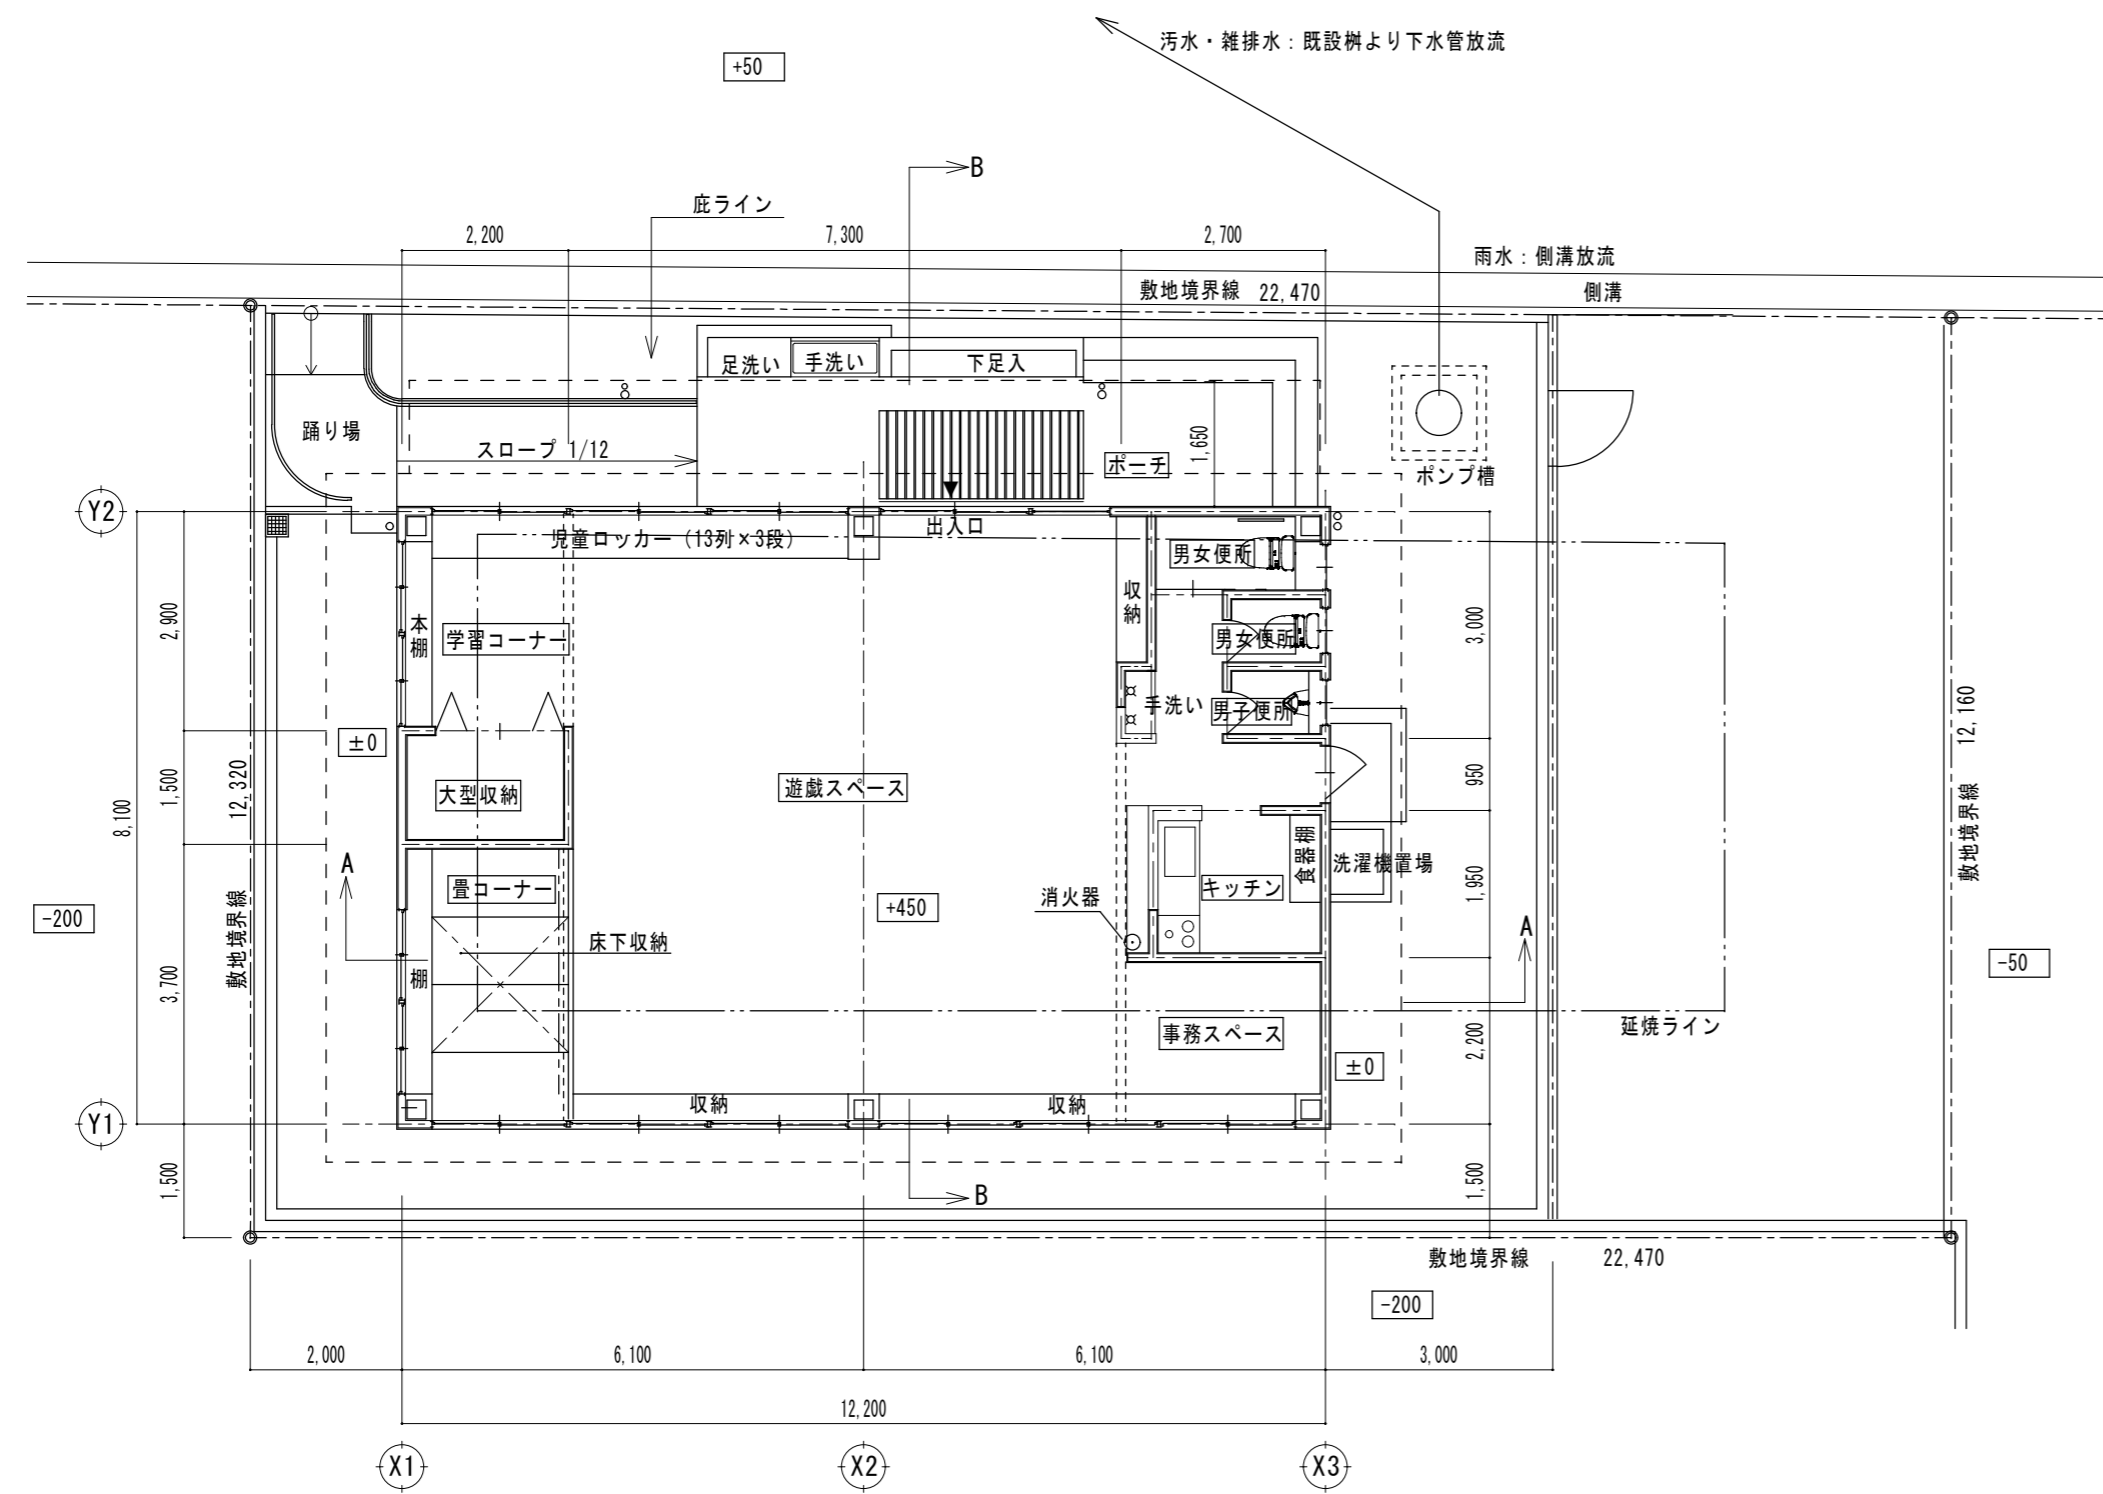 汚水・雑排水：既設桝より下水管放流
+50
B
庇ライン
2,200
7,300
2,700
雨水：側溝放流
敷地境界線 22,470
側溝
足洗い
手洗い
下足入
踊り場
スロープ 1/12
ポーチ
1,650
ポンプ槽
Y2
出入口
児童ロッカー（13列×3段）
男女便所
収納
本棚
学習コーナー
男女便所
手洗い
男子便所
2,900
3,000
12,160
敷地境界線
±0
大型収納
遊戯スペース
1,500
12,320
敷地境界線
8,100
950
食器棚
洗濯機置場
A
畳コーナー
キッチン
1,950
消火器
+450
-200
床下収納
A
棚
3,700
-50
事務スペース
延焼ライン
2,200
±0
収納
収納
Y1
1,500
1,500
B
敷地境界線 22,470
-200
2,000
6,100
6,100
3,000
12,200
X1
X2
X3